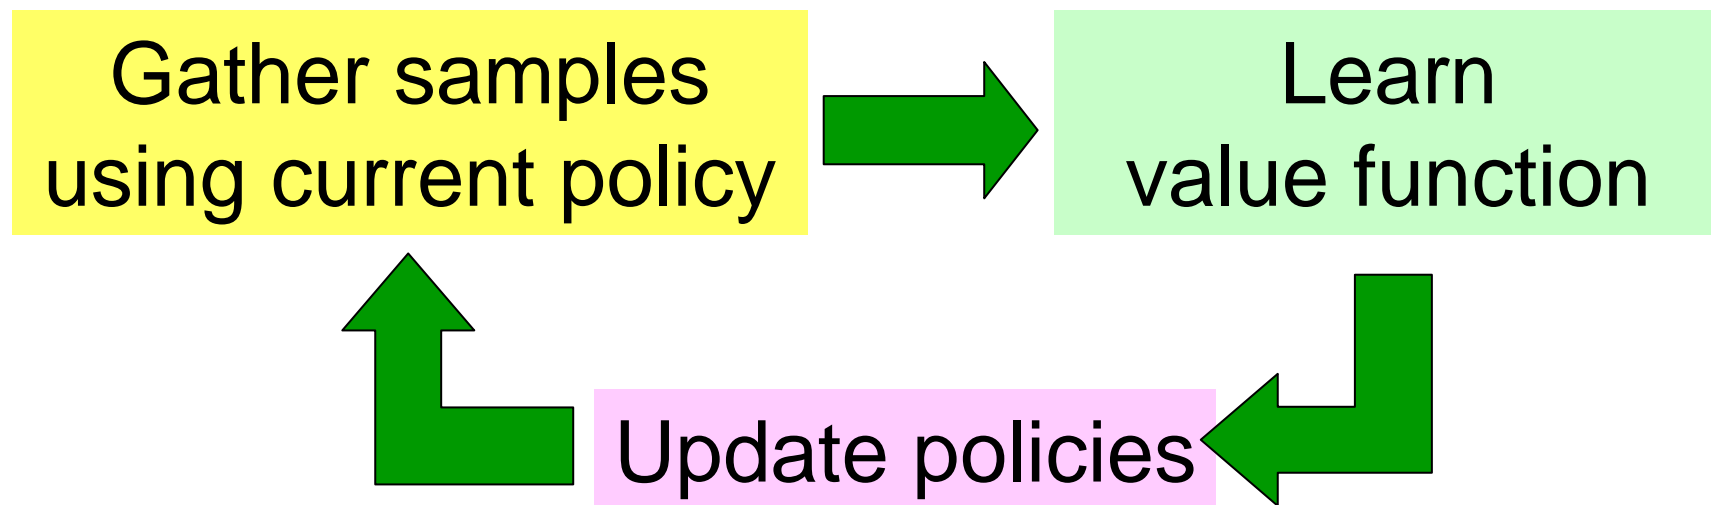 Gather samples
using current policy
Learn
value function
Update policies